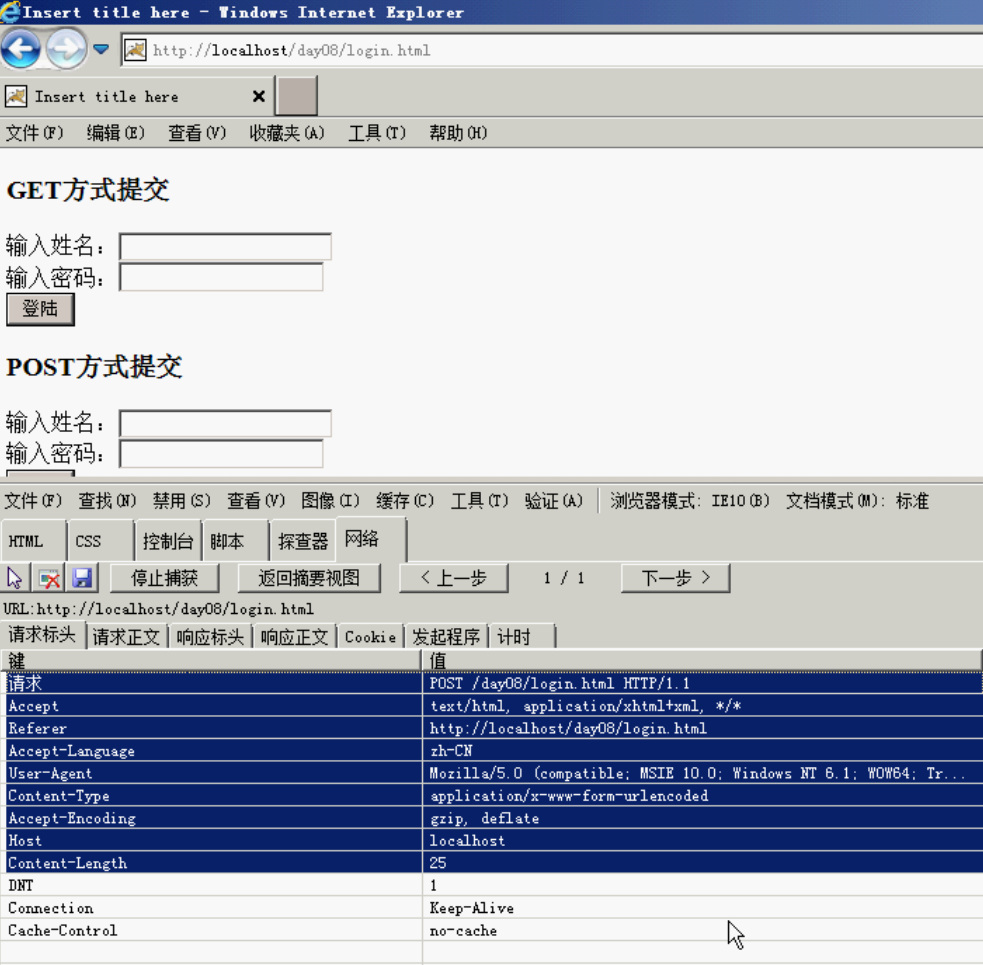 Insert title here - Windows Internet Explorer
http://localhost/day08/login.html
Insert title here
文件(F) 编辑(E) 查看(V) 收藏夹(A) 工具(T) 帮助(H)
GET方式提交
输入姓名：
输入密码：
登陆
POST方式提交
输入姓名：
输入密码：
文件(F) 查找(N) 禁用(S) 查看(V) 图像(I) 缓存(C) 工具(T) 验证(A) 浏览器模式: IE10(B) 文档模式(M): 标准
HTML CSS 控制台 脚本 探查器 网络
停止捕获 返回摘要视图 < 上一步 1 / 1 下一步 >
URL:http://localhost/day08/login.html
请求标头 请求正文 响应标头 响应正文 Cookie 发起程序 计时
键 值
请求 POST /day08/login.html HTTP/1.1
Accept text/html, application/xhtml+xml, */*
Referer http://localhost/day08/login.html
Accept-Language zh-CN
User-Agent Mozilla/5.0 (compatible; MSIE 10.0; Windows NT 6.1; WOW64; Tr...
Content-Type application/x-www-form-urlencoded
Accept-Encoding gzip, deflate
Host localhost
Content-Length 25
DNT 1
Connection Keep-Alive
Cache-Control no-cache